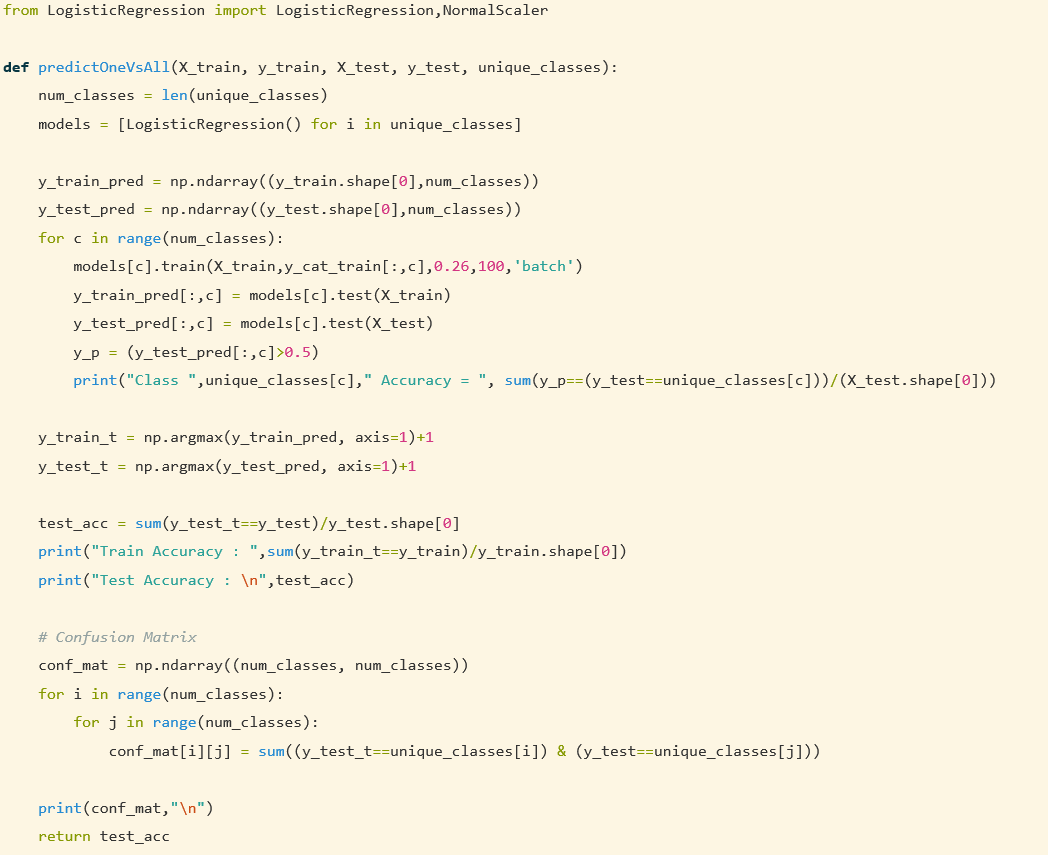 from LogisticRegression import LogisticRegression,NormalScaler
def predictOneVsAll(X_train, y_train, X_test, y_test, unique_classes):
    num_classes = len(unique_classes)
    models = [LogisticRegression() for i in unique_classes]
    y_train_pred = np.ndarray((y_train.shape[0],num_classes))
    y_test_pred = np.ndarray((y_test.shape[0],num_classes))
    for c in range(num_classes):
        models[c].train(X_train,y_cat_train[:,c],0.26,100,'batch')
        y_train_pred[:,c] = models[c].test(X_train)
        y_test_pred[:,c] = models[c].test(X_test)
        y_p = (y_test_pred[:,c]>0.5)
        print("Class ",unique_classes[c]," Accuracy = ", sum(y_p==(y_test==unique_classes[c]))/(X_test.shape[0]))
    y_train_t = np.argmax(y_train_pred, axis=1)+1
    y_test_t = np.argmax(y_test_pred, axis=1)+1
    test_acc = sum(y_test_t==y_test)/y_test.shape[0]
    print("Train Accuracy : ",sum(y_train_t==y_train)/y_train.shape[0])
    print("Test Accuracy : \n",test_acc)
    # Confusion Matrix
    conf_mat = np.ndarray((num_classes, num_classes))
    for i in range(num_classes):
        for j in range(num_classes):
            conf_mat[i][j] = sum((y_test_t==unique_classes[i]) & (y_test==unique_classes[j]))
    print(conf_mat,"\n")
    return test_acc